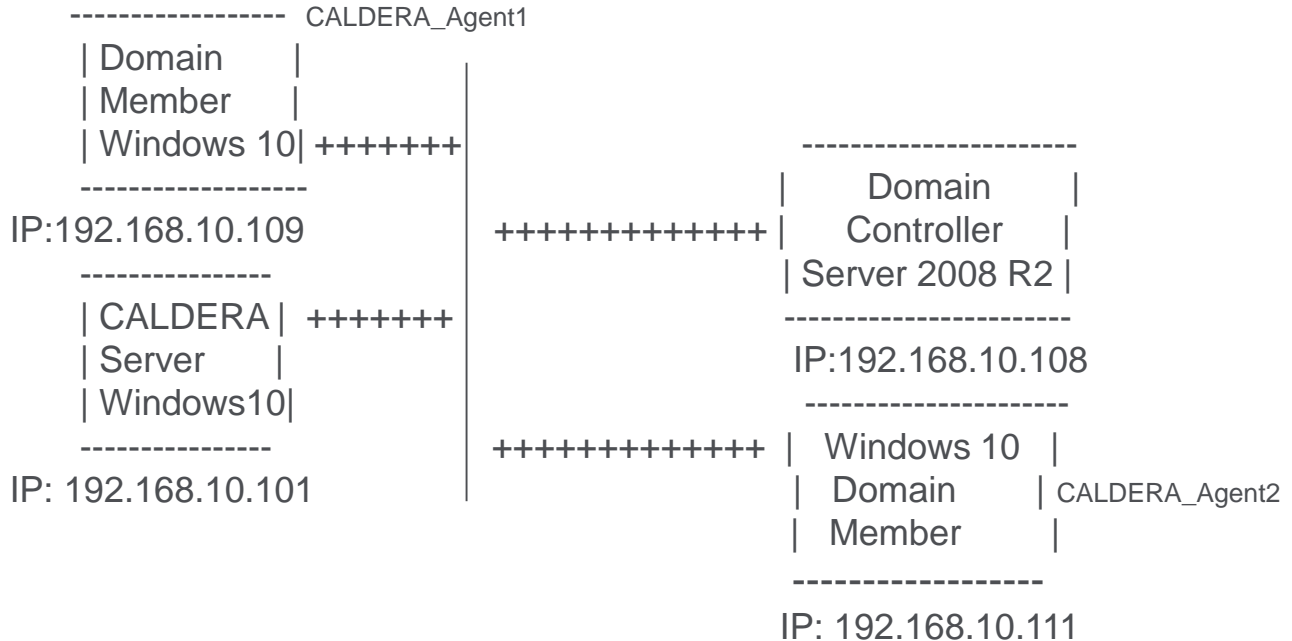 ------------------ CALDERA_Agent1
| Domain |
| Member |
| Windows 10| +++++++
-------------------
IP:192.168.10.109
----------------
| CALDERA | +++++++
| Server |
| Windows10|
----------------
IP: 192.168.10.101
-----------------------
| Domain |
+++++++++++++ | Controller |
| Server 2008 R2 |
------------------------
IP:192.168.10.108
----------------------
+++++++++++++ | Windows 10 |
| Domain | CALDERA_Agent2
| Member |
------------------
IP: 192.168.10.111